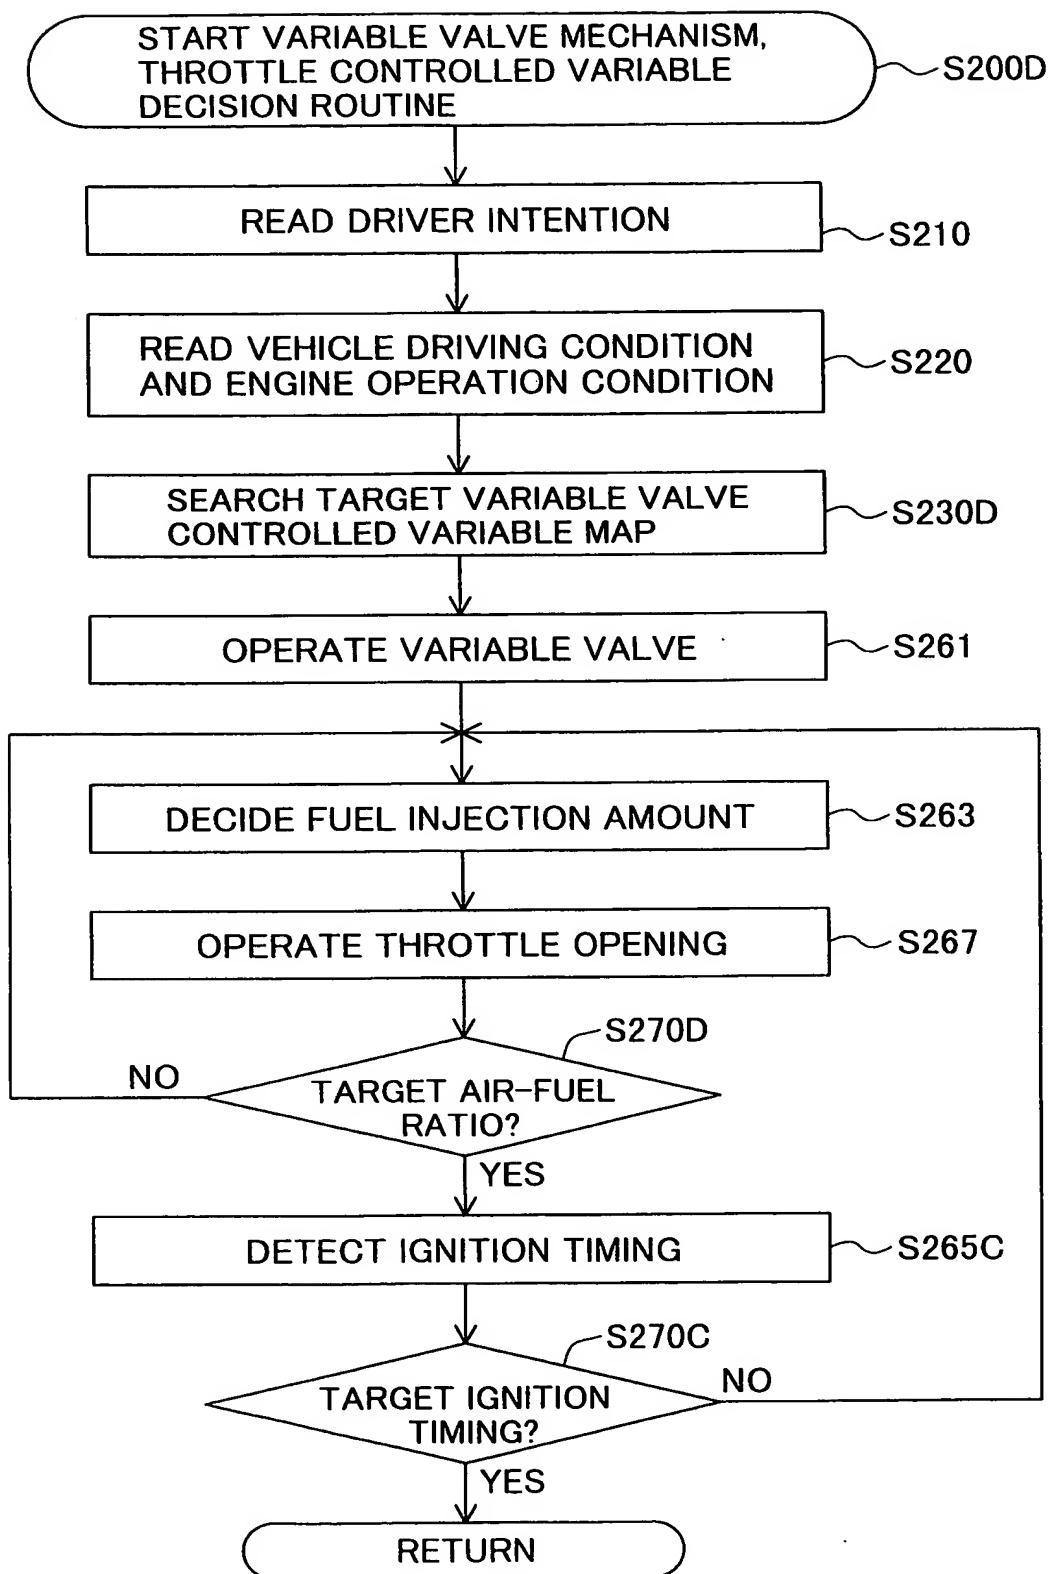 START VARIABLE VALVE MECHANISM,
THROTTLE CONTROLLED VARIABLE
DECISION ROUTINE
S200D
READ DRIVER INTENTION
S210
READ VEHICLE DRIVING CONDITION
AND ENGINE OPERATION CONDITION
S220
SEARCH TARGET VARIABLE VALVE
CONTROLLED VARIABLE MAP
S230D
OPERATE VARIABLE VALVE
S261
DECIDE FUEL INJECTION AMOUNT
S263
OPERATE THROTTLE OPENING
S267
S270D
NO
TARGET AIR-FUEL
RATIO?
YES
DETECT IGNITION TIMING
S265C
S270C
NO
TARGET IGNITION
TIMING?
YES
RETURN